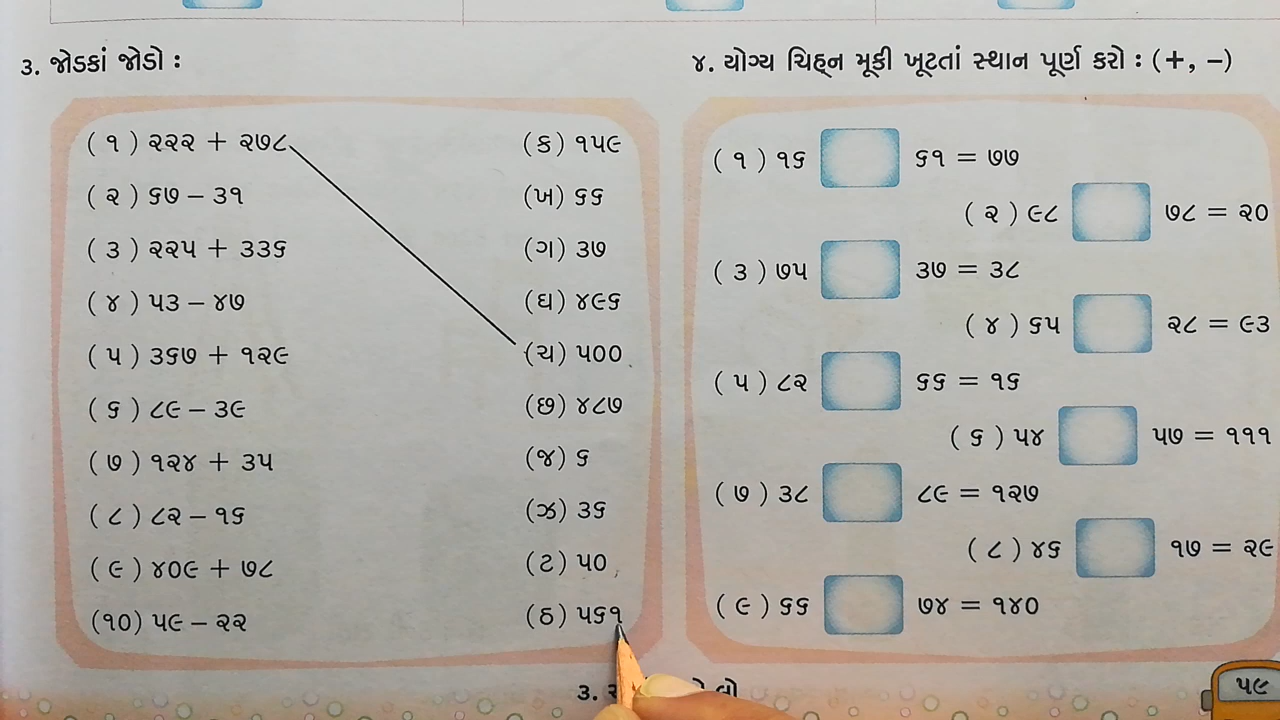 ૩. જોડકાં જોડો :
(૧) ૨૨૨ + ૨૭૮ (ક) ૧૫૯
(૨) ૬૭ – ૩૧ (ખ) ૬૬
(૩) ૨૨૫ + ૩૩૬ (ગ) ૩૭
(૪) ૫૩ – ૪૭ (ઘ) ૪૯૬
(૫) ૩૬૭ + ૧૨૯ (ચ) ૫૦૦
(૬) ૮૯ – ૩૯ (છ) ૪૮૭
(૭) ૧૨૪ + ૩૫ (જ) ૬
(૮) ૮૨ – ૧૬ (ઝ) ૩૬
(૯) ૪૦૯ + ૭૮ (ટ) ૫૦
(૧૦) ૫૯ – ૨૨ (ઠ) ૫૬૧
૪. યોગ્ય ચિહ્‌ન મૂકી ખૂટતાં સ્થાન પૂર્ણ કરો : (+, –)
(૧) ૧૬ ૬૧ = ૭૭
(૨) ૯૮ ૭૮ = ૨૦
(૩) ૭૫ ૩૭ = ૩૮
(૪) ૬૫ ૨૮ = ૯૩
(૫) ૮૨ ૬૬ = ૧૬
(૬) ૫૪ ૫૭ = ૧૧૧
(૭) ૩૮ ૮૯ = ૧૨૭
(૮) ૪૬ ૧૭ = ૨૯
(૯) ૬૬ ૭૪ = ૧૪૦
૩.
૫૯